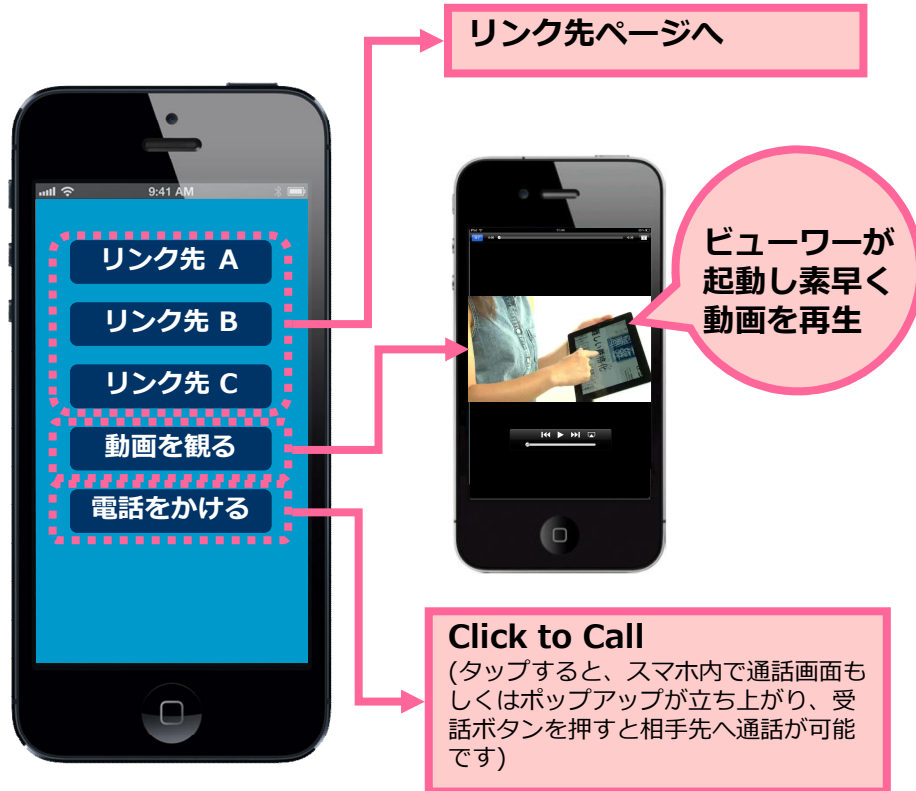 リンク先ページへ
9:41 AM
リンク先 A
リンク先 B
リンク先 C
動画を観る
電話をかける
ビューワーが
起動し素早く
動画を再生
Click to Call
(タップすると、スマホ内で通話画面も
しくはポップアップが立ち上がり、受
話ボタンを押すと相手先へ通話が可能
です)